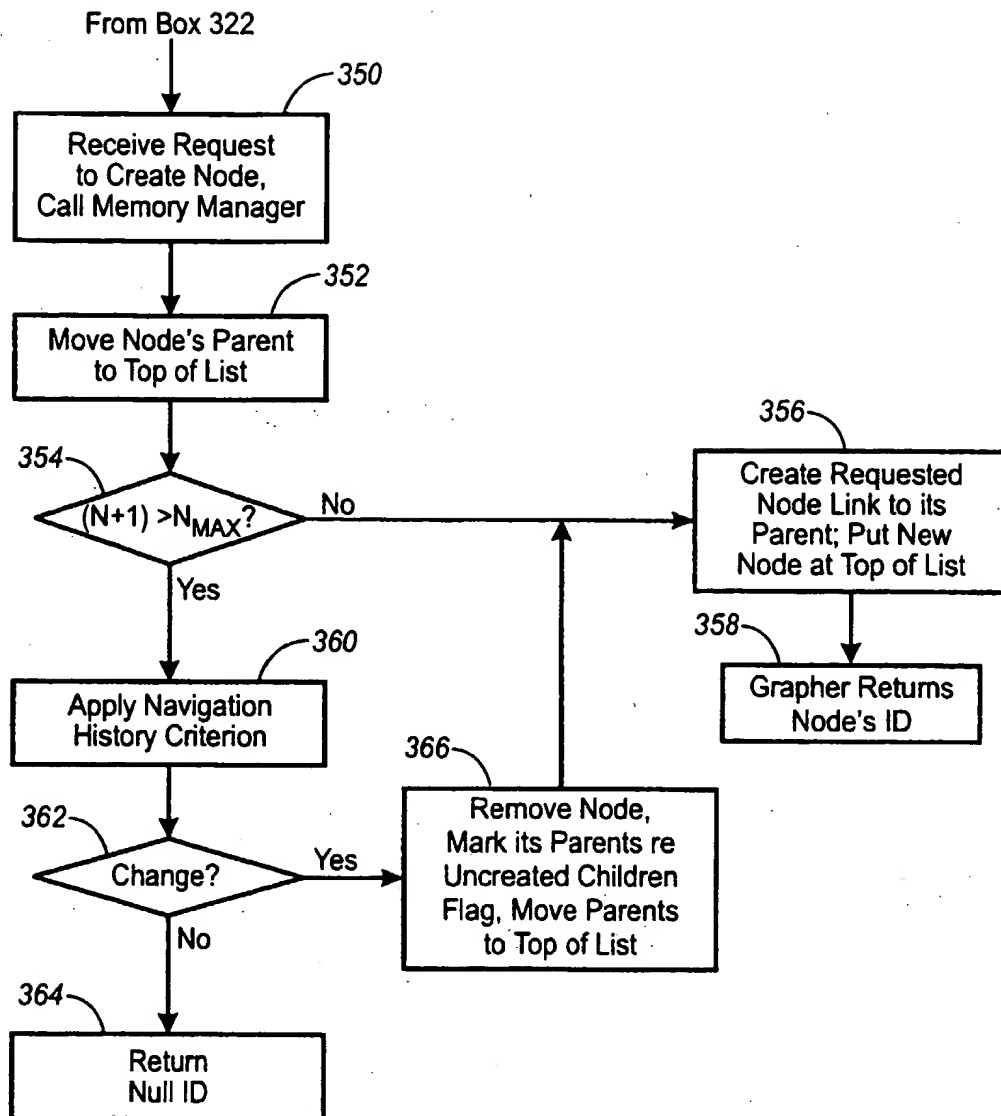 From Box 322
350
Receive Request
to Create Node,
Call Memory Manager
352
Move Node's Parent
to Top of List
354
(N+1) >NMAX?
No
Yes
356
Create Requested
Node Link to its
Parent; Put New
Node at Top of List
358
Grapher Returns
Node's ID
360
Apply Navigation
History Criterion
362
Change?
Yes
No
366
Remove Node,
Mark its Parents re
Uncreated Children
Flag, Move Parents
to Top of List
364
Return
Null ID